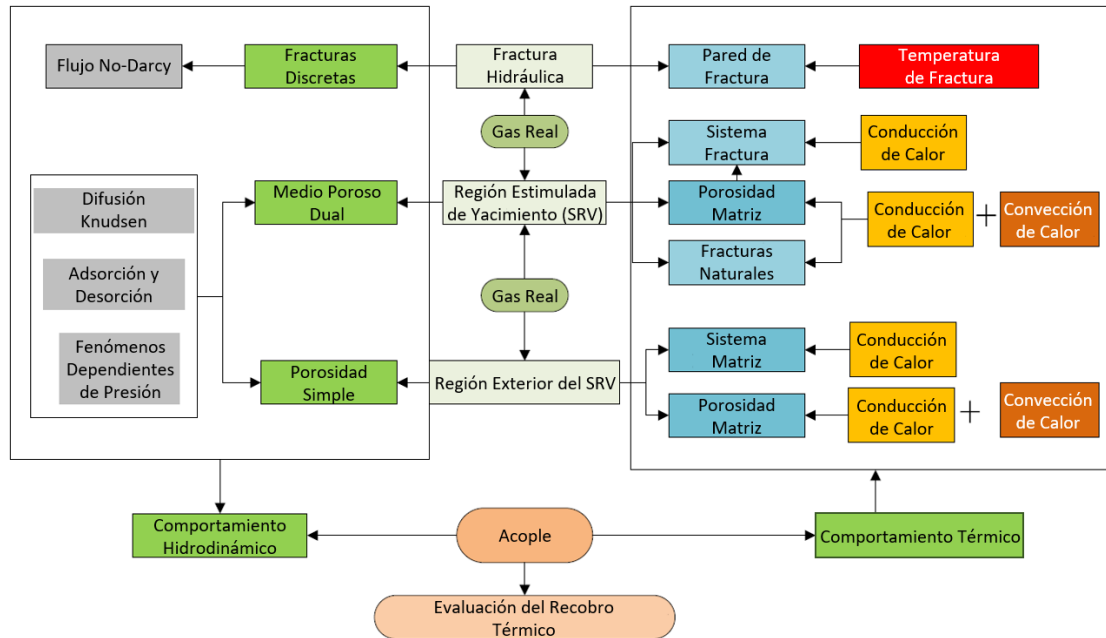 Flujo No-Darcy
Fracturas
Discretas
Fractura
Hidráulica
Pared de
Fractura
Temperatura
de Fractura
Gas Real
Sistema
Fractura
Conducción
de Calor
Difusión
Knudsen
Medio Poroso
Dual
Región Estimulada
de Yacimiento (SRV)
Porosidad
Matriz
Conducción
de Calor
+
Convección
de Calor
Adsorción y
Desorción
Fracturas
Naturales
Gas Real
Fenómenos
Dependientes
de Presión
Porosidad
Simple
Región Exterior del SRV
Sistema
Matriz
Conducción
de Calor
Porosidad
Matriz
Conducción
de Calor
+
Convección
de Calor
Comportamiento
Hidrodinámico
Acople
Comportamiento Térmico
Evaluación del Recobro
Térmico